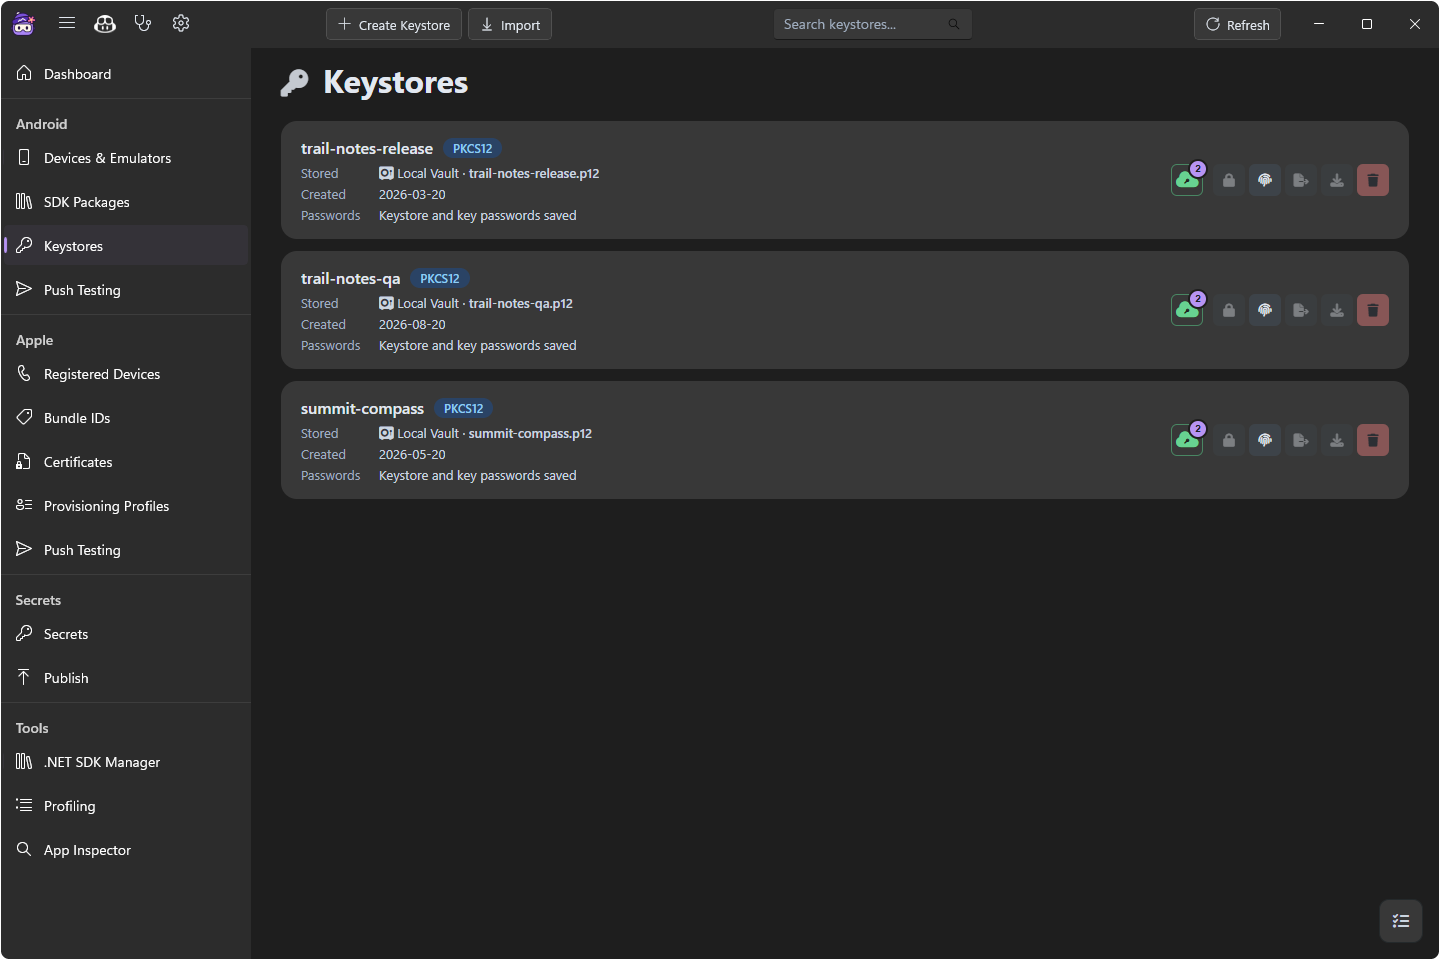 Create Keystore
Import
Search keystores...
Refresh
Dashboard
Android
Devices & Emulators
SDK Packages
Keystores
Push Testing
Apple
Registered Devices
Bundle IDs
Certificates
Provisioning Profiles
Push Testing
Secrets
Secrets
Publish
Tools
.NET SDK Manager
Profiling
App Inspector
Keystores
trail-notes-release PKCS12
Stored Local Vault · trail-notes-release.p12
Created 2026-03-20
Passwords Keystore and key passwords saved
2
trail-notes-qa PKCS12
Stored Local Vault · trail-notes-qa.p12
Created 2026-08-20
Passwords Keystore and key passwords saved
2
summit-compass PKCS12
Stored Local Vault · summit-compass.p12
Created 2026-05-20
Passwords Keystore and key passwords saved
2